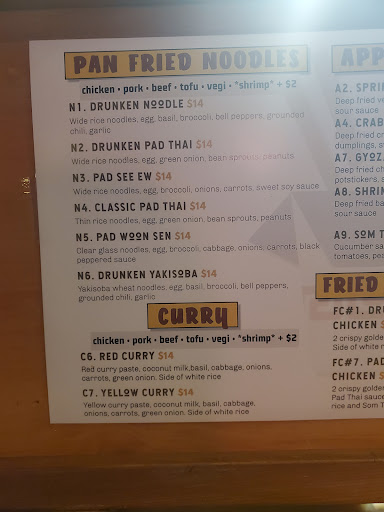 PAN FRIED NOODLES
chicken • pork • beef • tofu • vegi • *shrimp* + $2
N1. DRUNKEN NOODLE $14
Wide rice noodles, egg, basil, broccoli, bell peppers, grounded
chili, garlic
N2. DRUNKEN PAD THAI $14
Wide rice noodles, egg, green onion, bean sprouts, peanuts
N3. PAD SEE EW $14
Wide rice noodles, egg, broccoli, onions, carrots, sweet soy sauce
N4. CLASSIC PAD THAI $14
Thin rice noodles, egg, green onion, bean sprouts, peanuts
N5. PAD WOON SEN $14
Clear glass noodles, egg, broccoli, cabbage, onions, carrots, black
peppered sauce
N6. DRUNKEN YAKISOBA $14
Yakisoba wheat noodles, egg, basil, broccoli, bell peppers,
grounded chili, garlic
CURRY
chicken • pork • beef • tofu • vegi • *shrimp* + $2
C6. RED CURRY $14
Red curry paste, coconut milk,basil, cabbage, onions,
carrots, green onion. Side of white rice
C7. YELLOW CURRY $14
Yellow curry paste, coconut milk, basil, cabbage,
onions, carrots, green onion. Side of white rice
APP
A2. SPRI
Deep fried ve
sour sauce
A4. CRAB
Deep fried cr
dumplings, s
A7. GYOZ
Deep fried ch
potstickers, s
A8. SHRI
Deep fried ba
sour sauce
A9. SOM T
Cucumber sa
tomatoes, pea
FRIED
FC#1. DRU
CHICKEN $
2 crispy golde
Side of white r
FC#7. PAD
CHICKEN $
2 crispy golde
Pad Thai sauce
rice and Som T